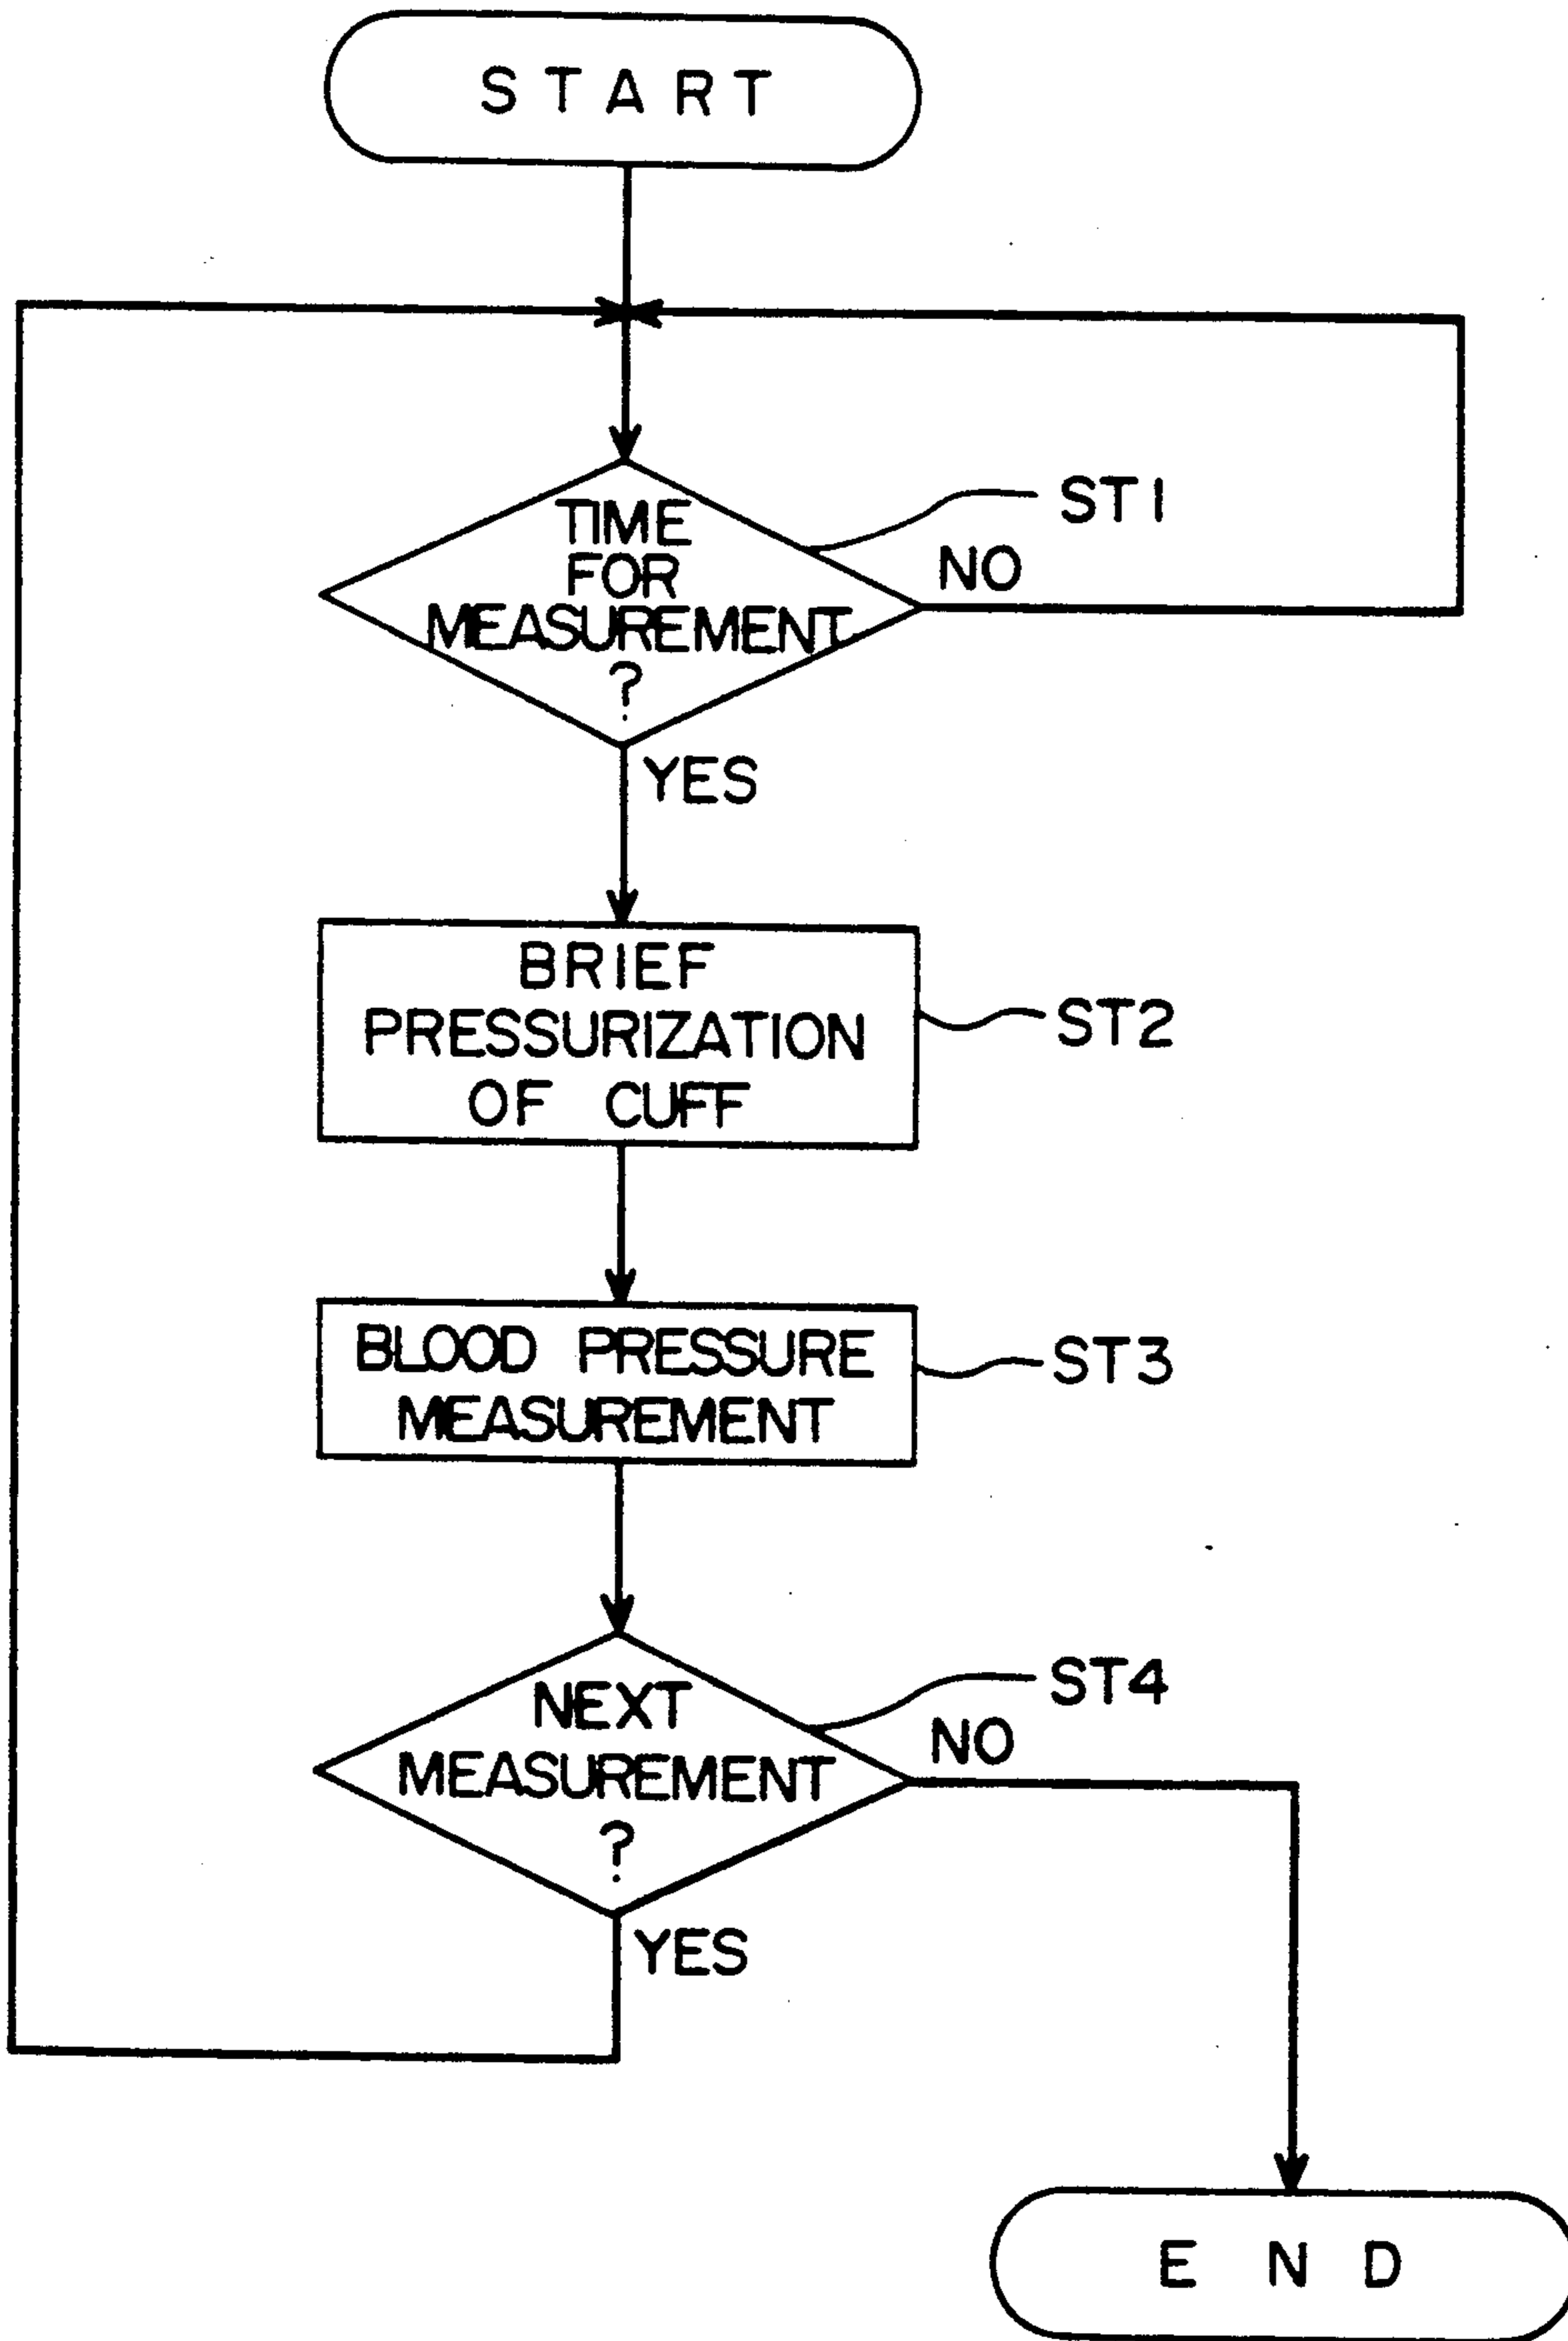 START
TIME
FOR
MEASUREMENT
?
ST1
NO
YES
BRIEF
PRESSURIZATION
OF CUFF
ST2
BLOOD PRESSURE
MEASUREMENT
ST3
NEXT
MEASUREMENT
?
ST4
NO
YES
END